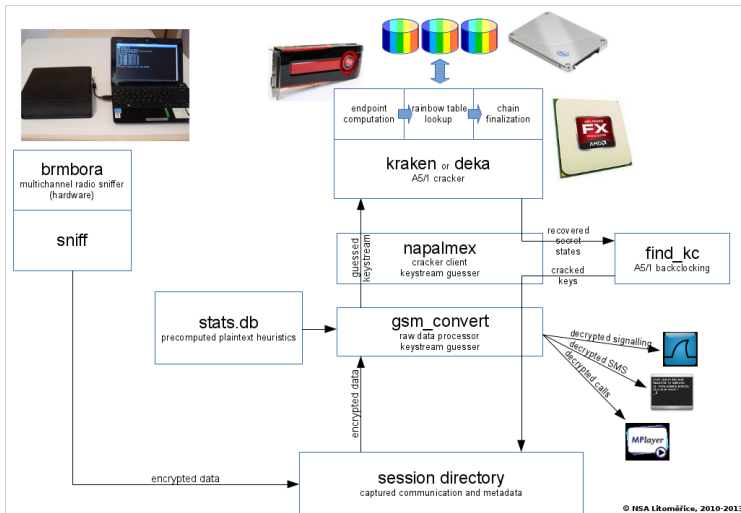 endpoint
computation
rainbow table
lookup
chain
finalization
kraken or deka
A5/1 cracker
FX
AMD
brmbora
multichannel radio sniffer
(hardware)
sniff
guessed
keystream
napalmex
cracker client
keystream guesser
recovered
secret
states
find_kc
A5/1 backclocking
cracked
keys
stats.db
precomputed plaintext heuristics
gsm_convert
raw data processor
keystream guesser
decrypted signalling
decrypted SMS
decrypted calls
MPlayer
encrypted data
encrypted data
session directory
captured communication and metadata
© NSA Litoměřice, 2010-2013